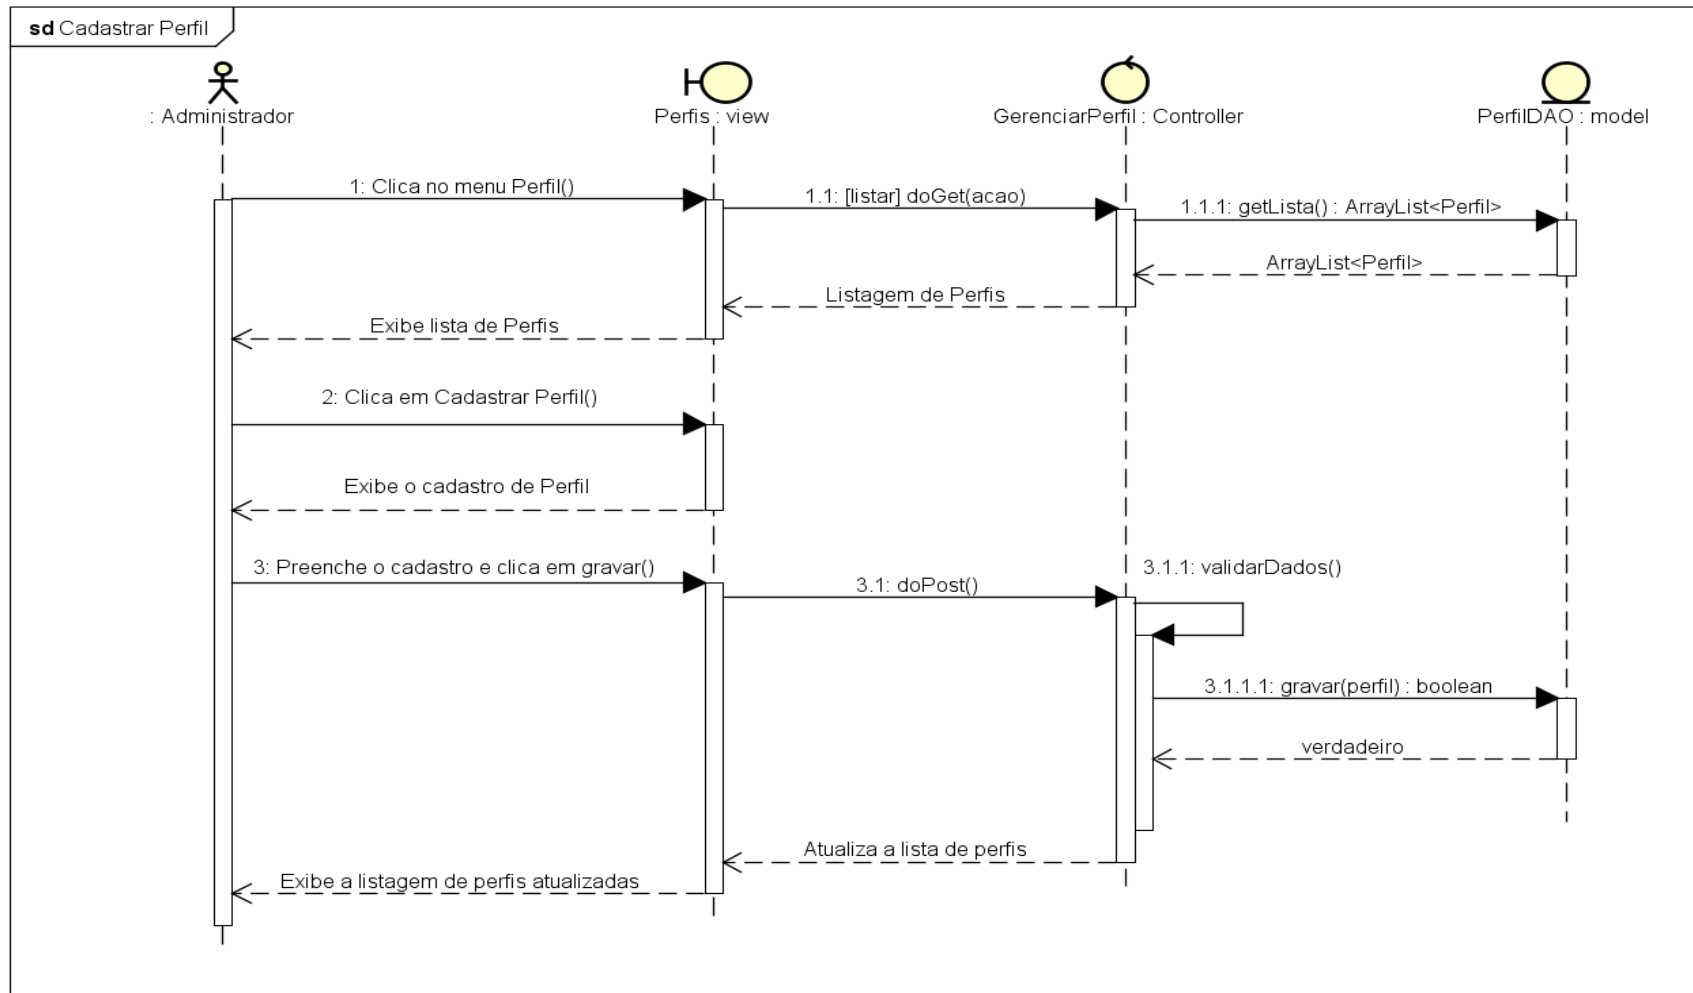 sd Cadastrar Perfil
: Administrador
Perfis : view
GerenciarPerfil : Controller
PerfilDAO : model
1: Clica no menu Perfil()
1.1: [listar] doGet(acao)
1.1.1: getLista() : ArrayList<Perfil>
ArrayList<Perfil>
Listagem de Perfis
Exibe lista de Perfis
2: Clica em Cadastrar Perfil()
Exibe o cadastro de Perfil
3: Preenche o cadastro e clica em gravar()
3.1: doPost()
3.1.1: validarDados()
3.1.1.1: gravar(perfil) : boolean
verdadeiro
Atualiza a lista de perfis
Exibe a listagem de perfis atualizadas